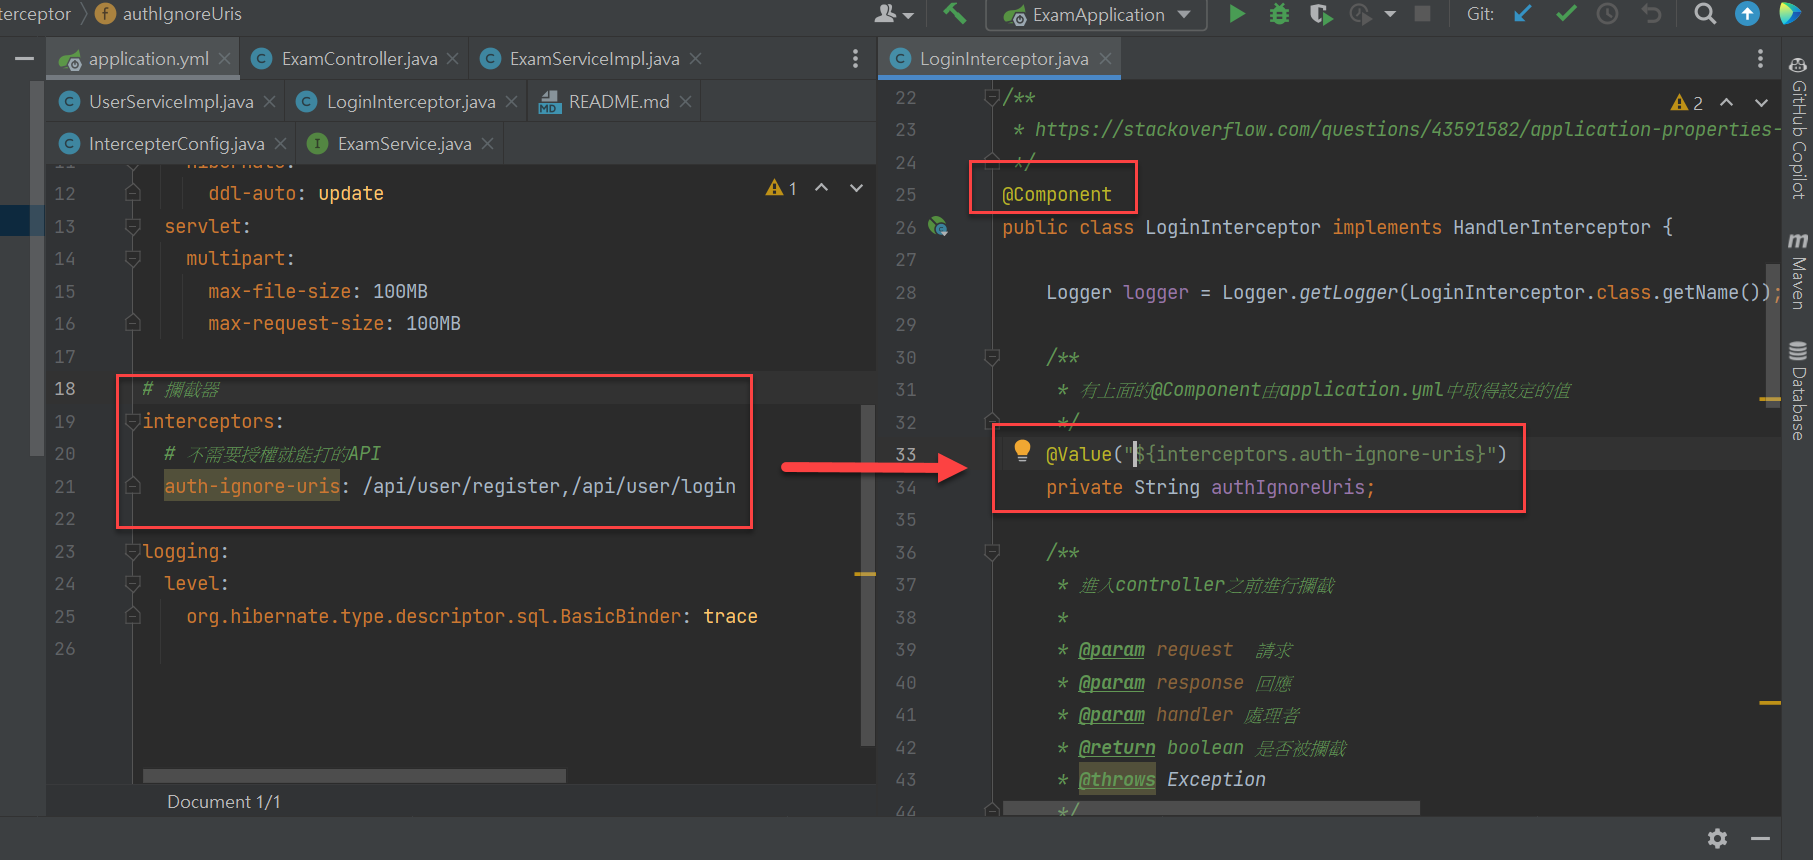 terceptor
authIgnoreUris
ExamApplication
Git:
application.yml
ExamController.java
ExamServiceImpl.java
UserServiceImpl.java
LoginInterceptor.java
README.md
IntercepterConfig.java
ExamService.java
12 ddl-auto: update
13 servlet:
14 multipart:
15 max-file-size: 100MB
16 max-request-size: 100MB
17
18 # 攔截器
19 interceptors:
20 # 不需要授權就能打的API
21 auth-ignore-uris: /api/user/register,/api/user/login
22
23 logging:
24 level:
25 org.hibernate.type.descriptor.sql.BasicBinder: trace
26
1
Document 1/1
LoginInterceptor.java
2
22 /**
23 * https://stackoverflow.com/questions/43591582/application-properties-
24 */
25 @Component
26 public class LoginInterceptor implements HandlerInterceptor {
27
28 Logger logger = Logger.getLogger(LoginInterceptor.class.getName());
29
30 /**
31 * 有上面的@Component由application.yml中取得設定的值
32 */
33 @Value("${interceptors.auth-ignore-uris}")
34 private String authIgnoreUris;
35
36 /**
37 * 進入controller之前進行攔截
38 *
39 * @param request 請求
40 * @param response 回應
41 * @param handler 處理者
42 * @return boolean 是否被攔截
43 * @throws Exception
44 */
GitHub Copilot
m Maven
Database